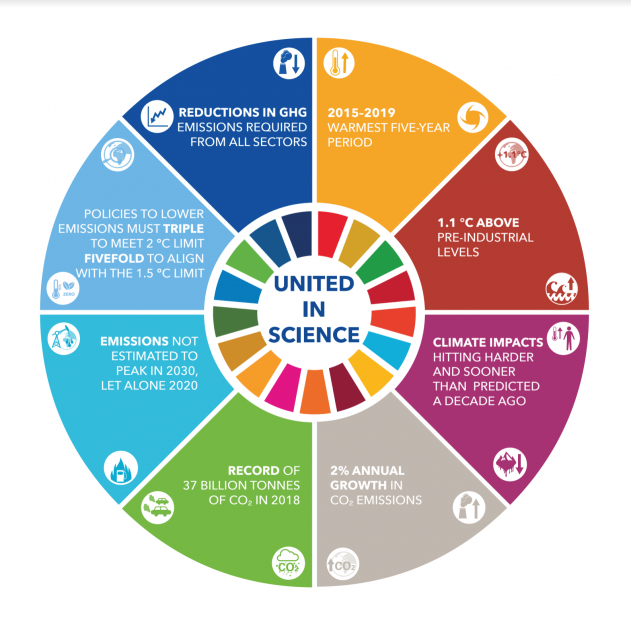 REDUCTIONS IN GHG
EMISSIONS REQUIRED
FROM ALL SECTORS
2015-2019
WARMEST FIVE-YEAR
PERIOD
+1.1°C
1.1 °C ABOVE
PRE-INDUSTRIAL
LEVELS
POLICIES TO LOWER
EMISSIONS MUST TRIPLE
TO MEET 2 °C LIMIT
FIVEFOLD TO ALIGN
WITH THE 1.5 °C LIMIT
ZERO
UNITED
IN
SCIENCE
EMISSIONS NOT
ESTIMATED TO
PEAK IN 2030,
LET ALONE 2020
CLIMATE IMPACTS
HITTING HARDER
AND SOONER
THAN PREDICTED
A DECADE AGO
RECORD OF
37 BILLION TONNES
OF CO₂ IN 2018
CO₂
2% ANNUAL
GROWTH IN
CO₂ EMISSIONS
CO₂